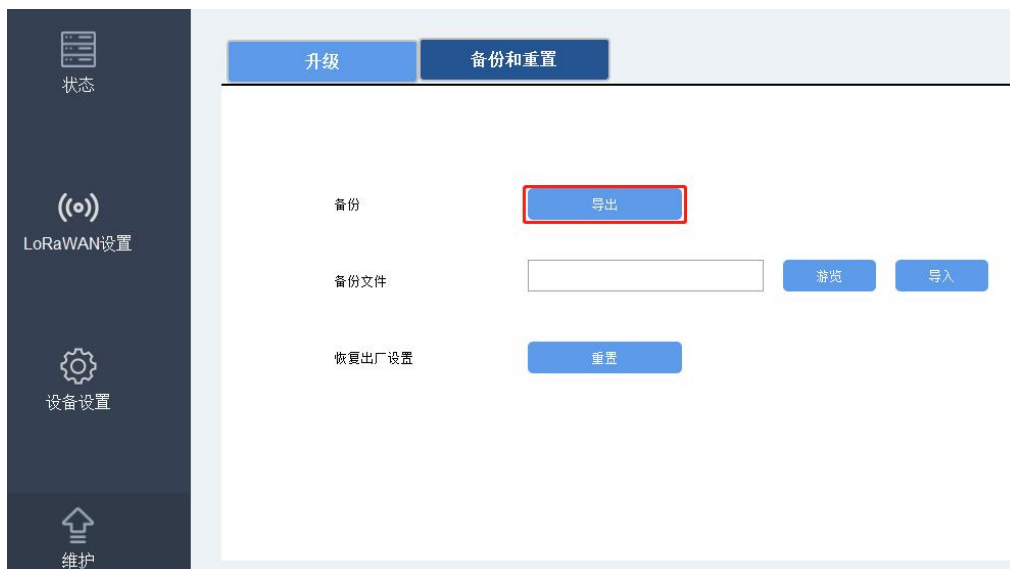 状态
LoRaWAN设置
设备设置
维护
升级 备份和重置
备份 导出
备份文件 游览 导入
恢复出厂设置 重置